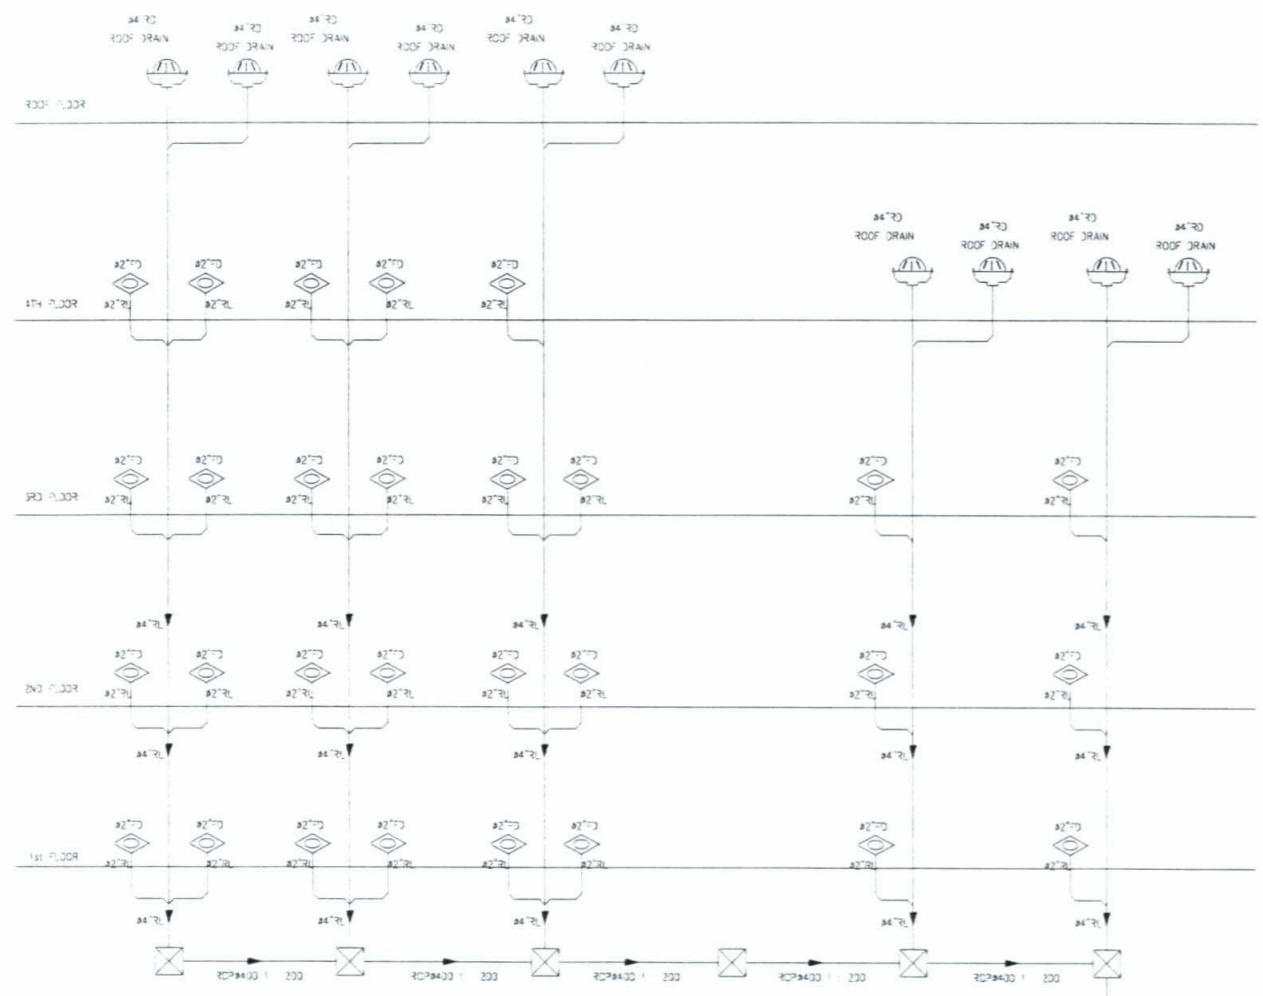 ø4"RD
ROOF DRAIN
ø4"RD
ROOF DRAIN
ø4"RD
ROOF DRAIN
ø4"RD
ROOF DRAIN
ø4"RD
ROOF DRAIN
ø4"RD
ROOF DRAIN
ROOF FLOOR
ø4"RD
ROOF DRAIN
ø4"RD
ROOF DRAIN
ø4"RD
ROOF DRAIN
ø4"RD
ROOF DRAIN
ø2"FD ø2"FD ø2"FD ø2"FD ø2"FD
4TH FLOOR
ø2"RL ø2"RL ø2"RL ø2"RL ø2"RL
ø2"FD ø2"FD ø2"FD ø2"FD ø2"FD ø2"FD ø2"FD ø2"FD
3RD FLOOR
ø2"RL ø2"RL ø2"RL ø2"RL ø2"RL ø2"RL ø2"RL ø2"RL
ø4"RL ø4"RL ø4"RL ø4"RL ø4"RL
ø2"FD ø2"FD ø2"FD ø2"FD ø2"FD ø2"FD ø2"FD ø2"FD
2ND FLOOR
ø2"RL ø2"RL ø2"RL ø2"RL ø2"RL ø2"RL ø2"RL ø2"RL
ø4"RL ø4"RL ø4"RL ø4"RL ø4"RL
ø2"FD ø2"FD ø2"FD ø2"FD ø2"FD ø2"FD ø2"FD ø2"FD
1st FLOOR
ø2"RL ø2"RL ø2"RL ø2"RL ø2"RL ø2"RL ø2"RL ø2"RL
ø4"RL ø4"RL ø4"RL ø4"RL ø4"RL
RCPø400 1 : 200 RCPø400 1 : 200 RCPø400 1 : 200 RCPø400 1 : 200 RCPø400 1 : 200